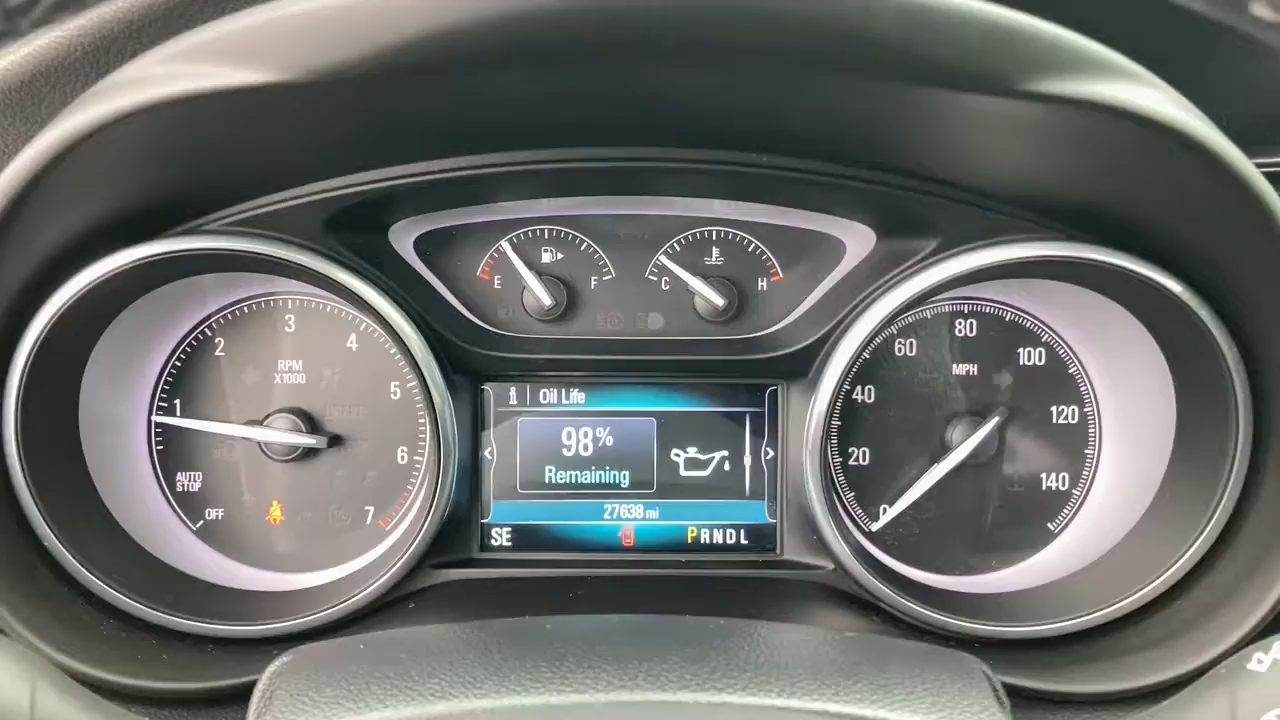 E F
C H
1
2
3
4
5
6
7
RPM
X1000
AUTO
STOP
OFF
i Oil Life
98%
Remaining
27638 mi
SE
PRNDL
0
20
40
60
80
100
120
140
MPH